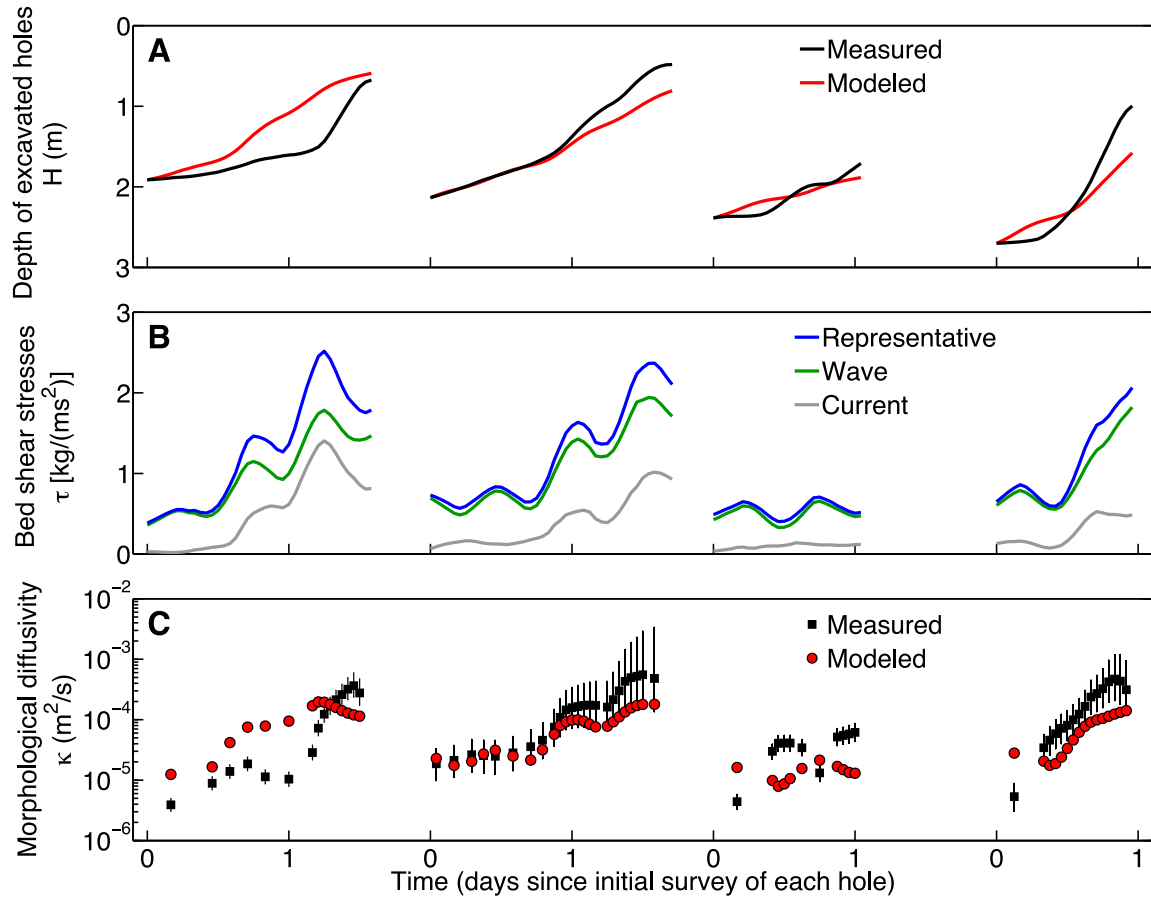 Depth of excavated holes
H (m)
0
1
2
3
A
Measured
Modeled
Bed shear stresses
τ [kg/(ms²)]
3
2
1
0
B
Representative
Wave
Current
Morphological diffusivity
κ (m²/s)
10⁻²
10⁻³
10⁻⁴
10⁻⁵
10⁻⁶
C
Measured
Modeled
0 1 0 1 0 1 0 1
Time (days since initial survey of each hole)